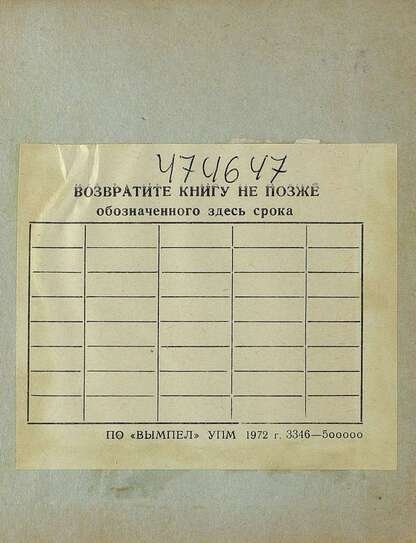 474647
ВОЗВРАТИТЕ КНИГУ НЕ ПОЗЖЕ
обозначенного здесь срока
ПО «ВЫМПЕЛ» УПМ 1972 г. 3346—500000